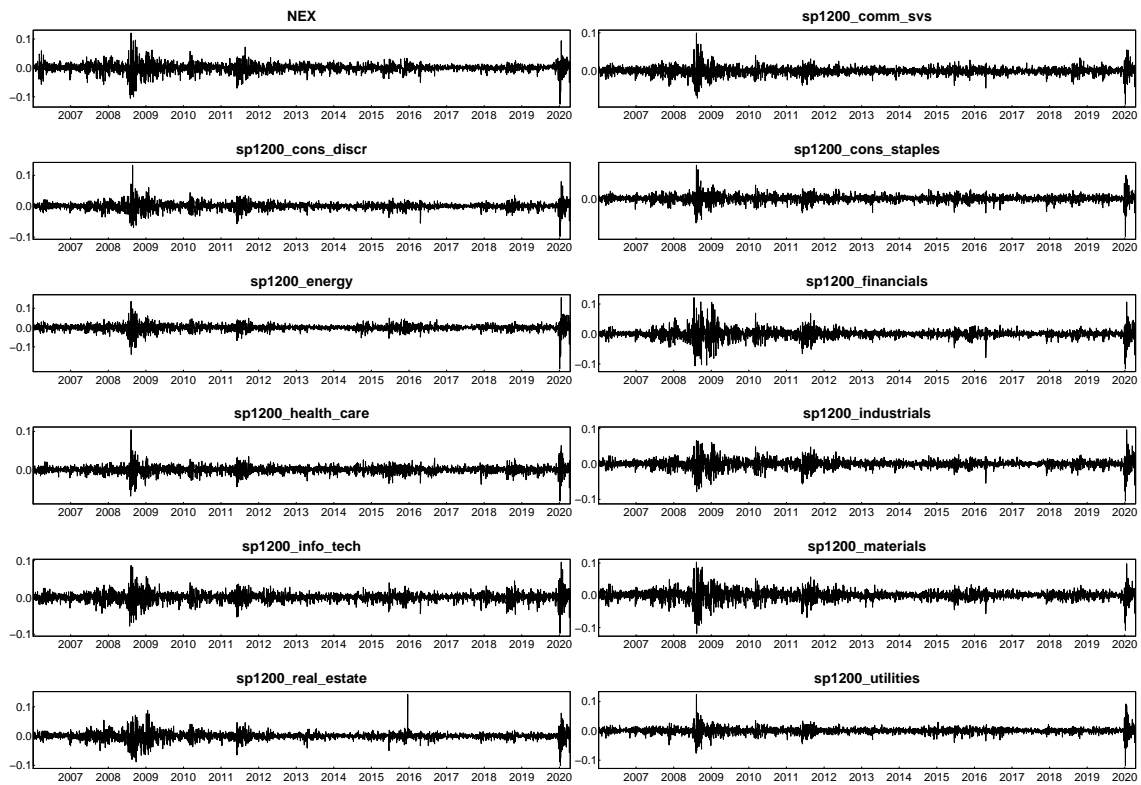 NEX
0.1
0.0
−0.1
2007 2008 2009 2010 2011 2012 2013 2014 2015 2016 2017 2018 2019 2020
sp1200_comm_svs
0.1
0.0
2007 2008 2009 2010 2011 2012 2013 2014 2015 2016 2017 2018 2019 2020
sp1200_cons_discr
0.1
0.0
−0.1
2007 2008 2009 2010 2011 2012 2013 2014 2015 2016 2017 2018 2019 2020
sp1200_cons_staples
0.0
2007 2008 2009 2010 2011 2012 2013 2014 2015 2016 2017 2018 2019 2020
sp1200_energy
0.1
0.0
−0.1
2007 2008 2009 2010 2011 2012 2013 2014 2015 2016 2017 2018 2019 2020
sp1200_financials
0.1
0.0
−0.1
2007 2008 2009 2010 2011 2012 2013 2014 2015 2016 2017 2018 2019 2020
sp1200_health_care
0.1
0.0
2007 2008 2009 2010 2011 2012 2013 2014 2015 2016 2017 2018 2019 2020
sp1200_industrials
0.1
0.0
−0.1
2007 2008 2009 2010 2011 2012 2013 2014 2015 2016 2017 2018 2019 2020
sp1200_info_tech
0.1
0.0
−0.1
2007 2008 2009 2010 2011 2012 2013 2014 2015 2016 2017 2018 2019 2020
sp1200_materials
0.1
0.0
−0.1
2007 2008 2009 2010 2011 2012 2013 2014 2015 2016 2017 2018 2019 2020
sp1200_real_estate
0.1
0.0
−0.1
2007 2008 2009 2010 2011 2012 2013 2014 2015 2016 2017 2018 2019 2020
sp1200_utilities
0.1
0.0
−0.1
2007 2008 2009 2010 2011 2012 2013 2014 2015 2016 2017 2018 2019 2020